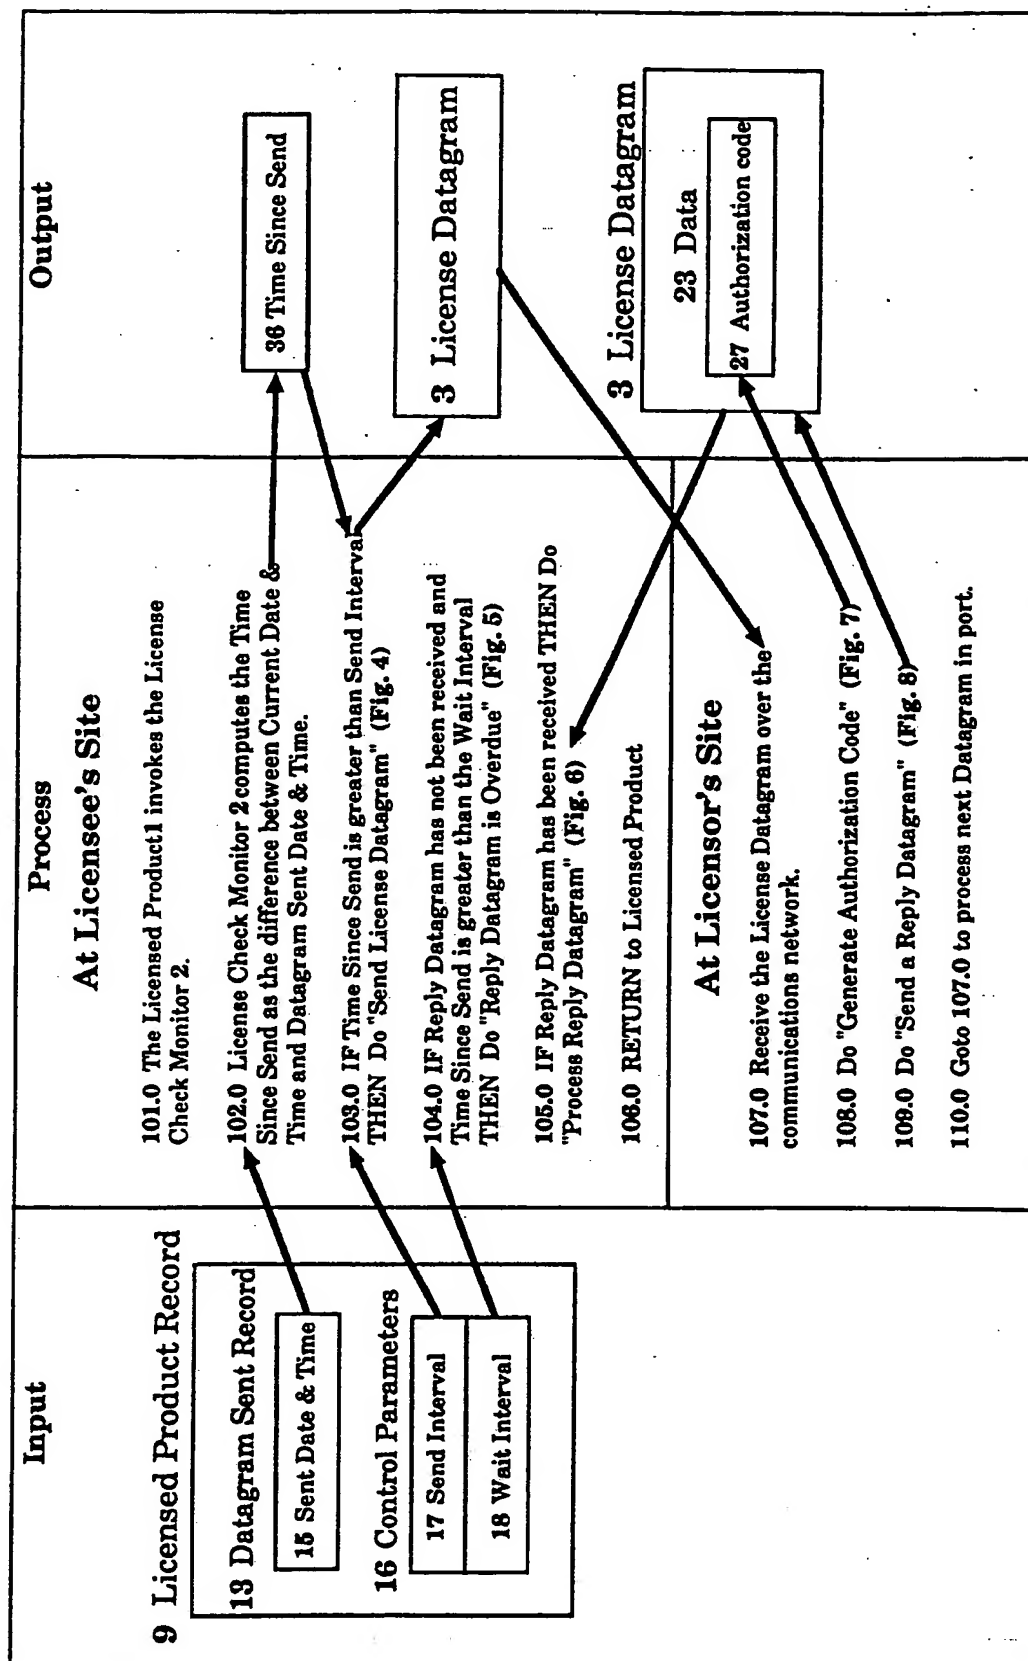 Input
9 Licensed Product Record
13 Datagram Sent Record
15 Sent Date & Time
16 Control Parameters
17 Send Interval
18 Wait Interval
Process
At Licensee's Site
101.0 The Licensed Product1 invokes the License
Check Monitor 2.
102.0 License Check Monitor 2 computes the Time
Since Send as the difference between Current Date &
Time and Datagram Sent Date & Time.
103.0 IF Time Since Send is greater than Send Interval
THEN Do "Send License Datagram" (Fig. 4)
104.0 IF Reply Datagram has not been received and
Time Since Send is greater than the Wait Interval
THEN Do "Reply Datagram is Overdue" (Fig. 5)
105.0 IF Reply Datagram has been received THEN Do
"Process Reply Datagram" (Fig. 6)
106.0 RETURN to Licensed Product
At Licensor's Site
107.0 Receive the License Datagram over the
communications network.
108.0 Do "Generate Authorization Code" (Fig. 7)
109.0 Do "Send a Reply Datagram" (Fig. 8)
110.0 Goto 107.0 to process next Datagram in port.
Output
36 Time Since Send
3 License Datagram
3 License Datagram
23 Data
27 Authorization code